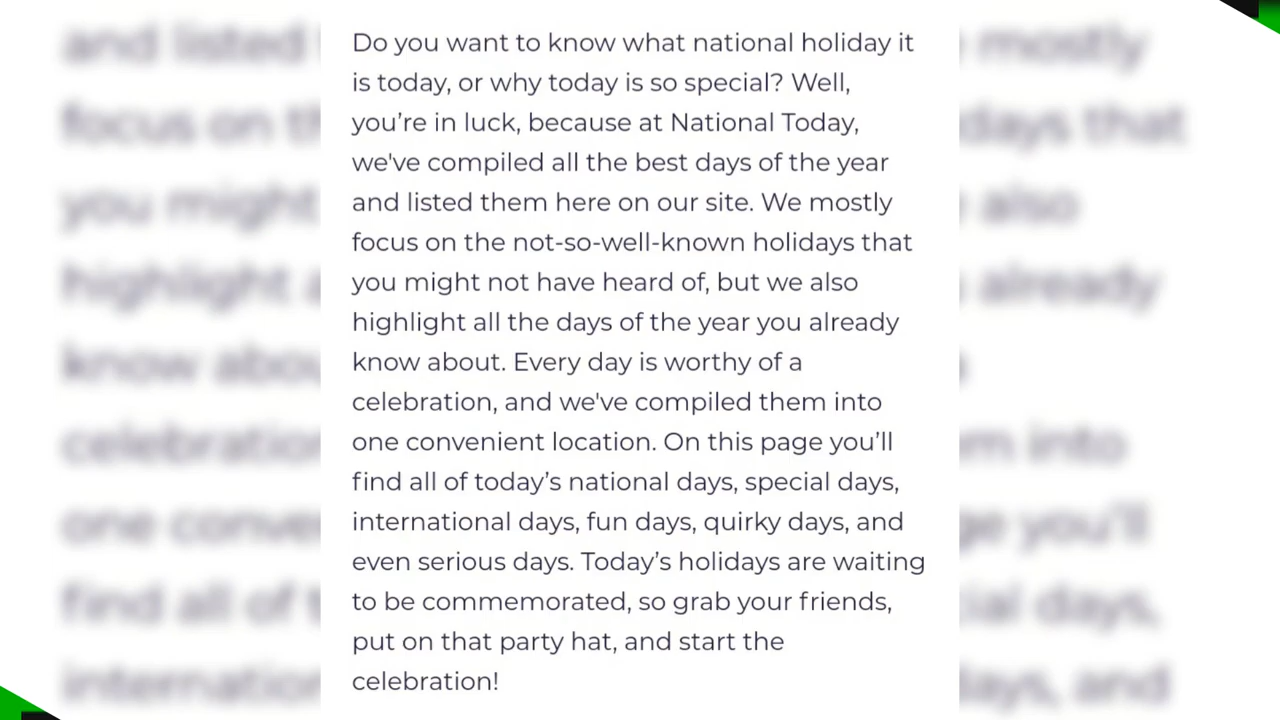 Do you want to know what national holiday it
is today, or why today is so special? Well,
you’re in luck, because at National Today,
we've compiled all the best days of the year
and listed them here on our site. We mostly
focus on the not-so-well-known holidays that
you might not have heard of, but we also
highlight all the days of the year you already
know about. Every day is worthy of a
celebration, and we've compiled them into
one convenient location. On this page you’ll
find all of today’s national days, special days,
international days, fun days, quirky days, and
even serious days. Today’s holidays are waiting
to be commemorated, so grab your friends,
put on that party hat, and start the
celebration!